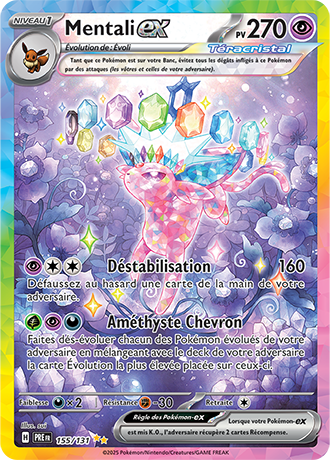 NIVEAU 1
Mentali ex
PV 270
Évolution de : Évoli
Téracristal
Tant que ce Pokémon est sur votre Banc, évitez tous les dégâts infligés à ce Pokémon
par des attaques (les vôtres et celles de votre adversaire).
Déstabilisation 160
Défaussez au hasard une carte de la main de votre
adversaire.
Améthyste Chevron
Faites dés-évoluer chacun des Pokémon évolués de votre
adversaire en mélangeant avec le deck de votre adversaire
la carte Évolution la plus élevée placée sur ceux-ci.
Illus. sui
Faiblesse × 2 Résistance -30 Retraite
H PRE FR 155/131
Règle des Pokémon-ex
Lorsque votre Pokémon-ex
est mis K.O., l'adversaire récupère 2 cartes Récompense.
©2025 Pokémon/Nintendo/Creatures/GAME FREAK